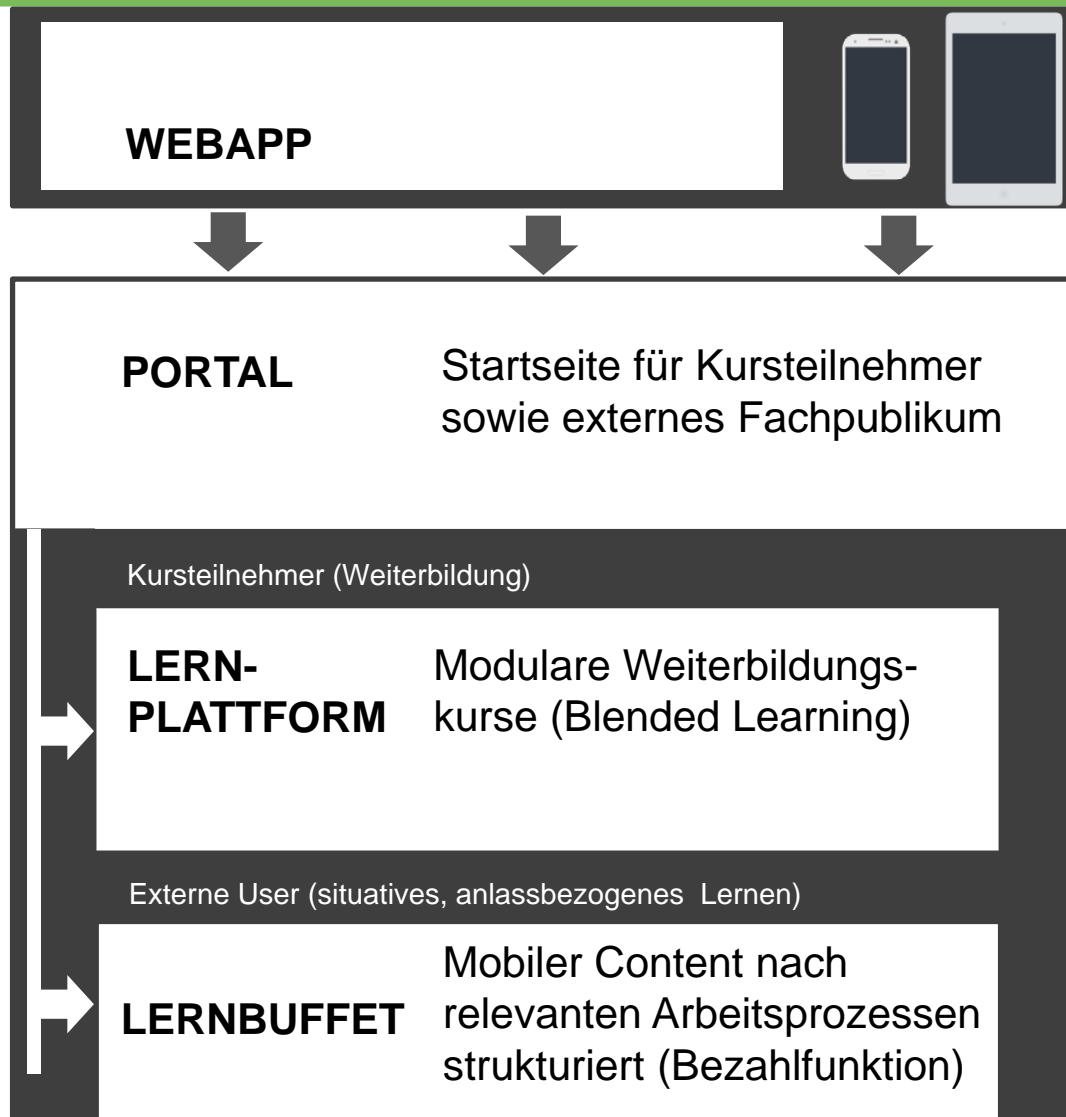 WEBAPP
PORTAL
Startseite für Kursteilnehmer
sowie externes Fachpublikum
Kursteilnehmer (Weiterbildung)
LERN-
PLATTFORM
Modulare Weiterbildungs-
kurse (Blended Learning)
Externe User (situatives, anlassbezogenes  Lernen)
LERNBUFFET
Mobiler Content nach
relevanten Arbeitsprozessen
strukturiert (Bezahlfunktion)